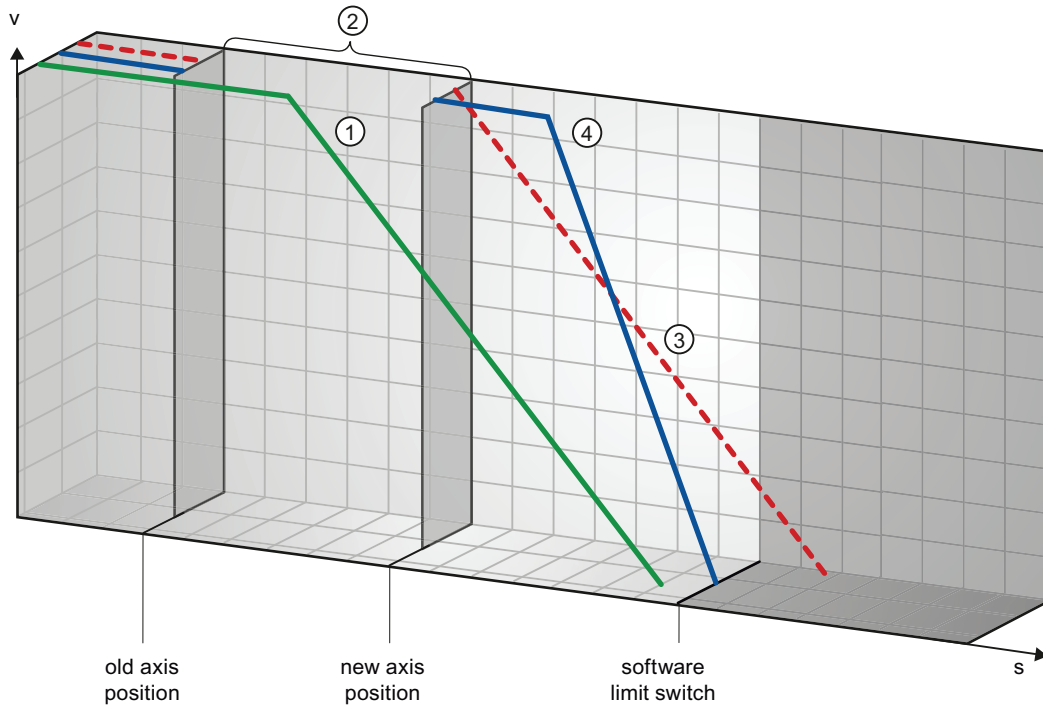 v
②
①
④
③
old axis
position
new axis
position
software
limit switch
s